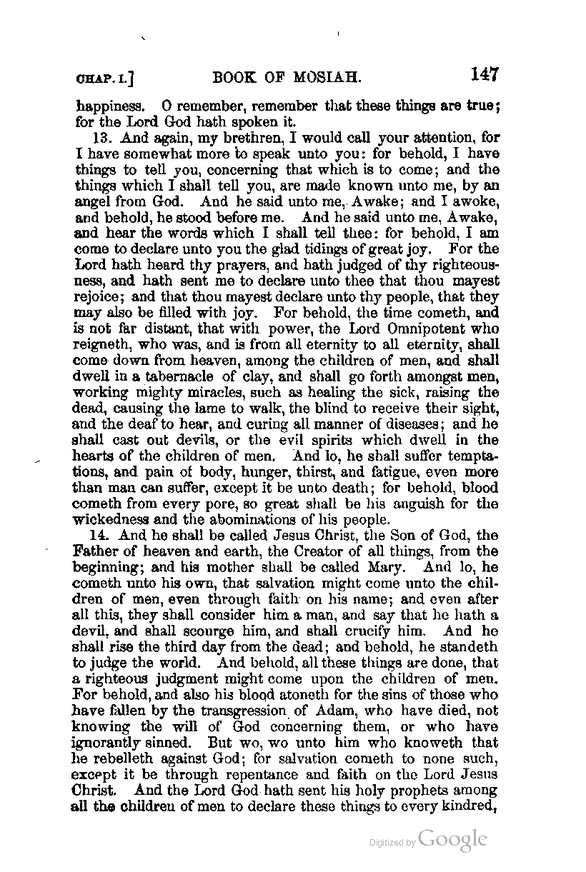 CHAP. I.] BOOK OF MOSIAH. 147
happiness. O remember, remember that these things are true;
for the Lord God hath spoken it.
13. And again, my brethren, I would call your attention, for
I have somewhat more to speak unto you: for behold, I have
things to tell you, concerning that which is to come; and the
things which I shall tell you, are made known unto me, by an
angel from God. And he said unto me, Awake; and I awoke,
and behold, he stood before me. And he said unto me, Awake,
and hear the words which I shall tell thee: for behold, I am
come to declare unto you the glad tidings of great joy. For the
Lord hath heard thy prayers, and hath judged of thy righteous-
ness, and hath sent me to declare unto thee that thou mayest
rejoice; and that thou mayest declare unto thy people, that they
may also be filled with joy. For behold, the time cometh, and
is not far distant, that with power, the Lord Omnipotent who
reigneth, who was, and is from all eternity to all eternity, shall
come down from heaven, among the children of men, and shall
dwell in a tabernacle of clay, and shall go forth amongst men,
working mighty miracles, such as healing the sick, raising the
dead, causing the lame to walk, the blind to receive their sight,
and the deaf to hear, and curing all manner of diseases; and he
shall cast out devils, or the evil spirits which dwell in the
hearts of the children of men. And lo, he shall suffer tempta-
tions, and pain of body, hunger, thirst, and fatigue, even more
than man can suffer, except it be unto death; for behold, blood
cometh from every pore, so great shall be his anguish for the
wickedness and the abominations of his people.
14. And he shall be called Jesus Christ, the Son of God, the
Father of heaven and earth, the Creator of all things, from the
beginning; and his mother shall be called Mary. And lo, he
cometh unto his own, that salvation might come unto the chil-
dren of men, even through faith on his name; and even after
all this, they shall consider him a man, and say that he hath a
devil, and shall scourge him, and shall crucify him. And he
shall rise the third day from the dead; and behold, he standeth
to judge the world. And behold, all these things are done, that
a righteous judgment might come upon the children of men.
For behold, and also his blood atoneth for the sins of those who
have fallen by the transgression of Adam, who have died, not
knowing the will of God concerning them, or who have
ignorantly sinned. But wo, wo unto him who knoweth that
he rebelleth against God; for salvation cometh to none such,
except it be through repentance and faith on the Lord Jesus
Christ. And the Lord God hath sent his holy prophets among
all the children of men to declare these things to every kindred,
Digitized by Google